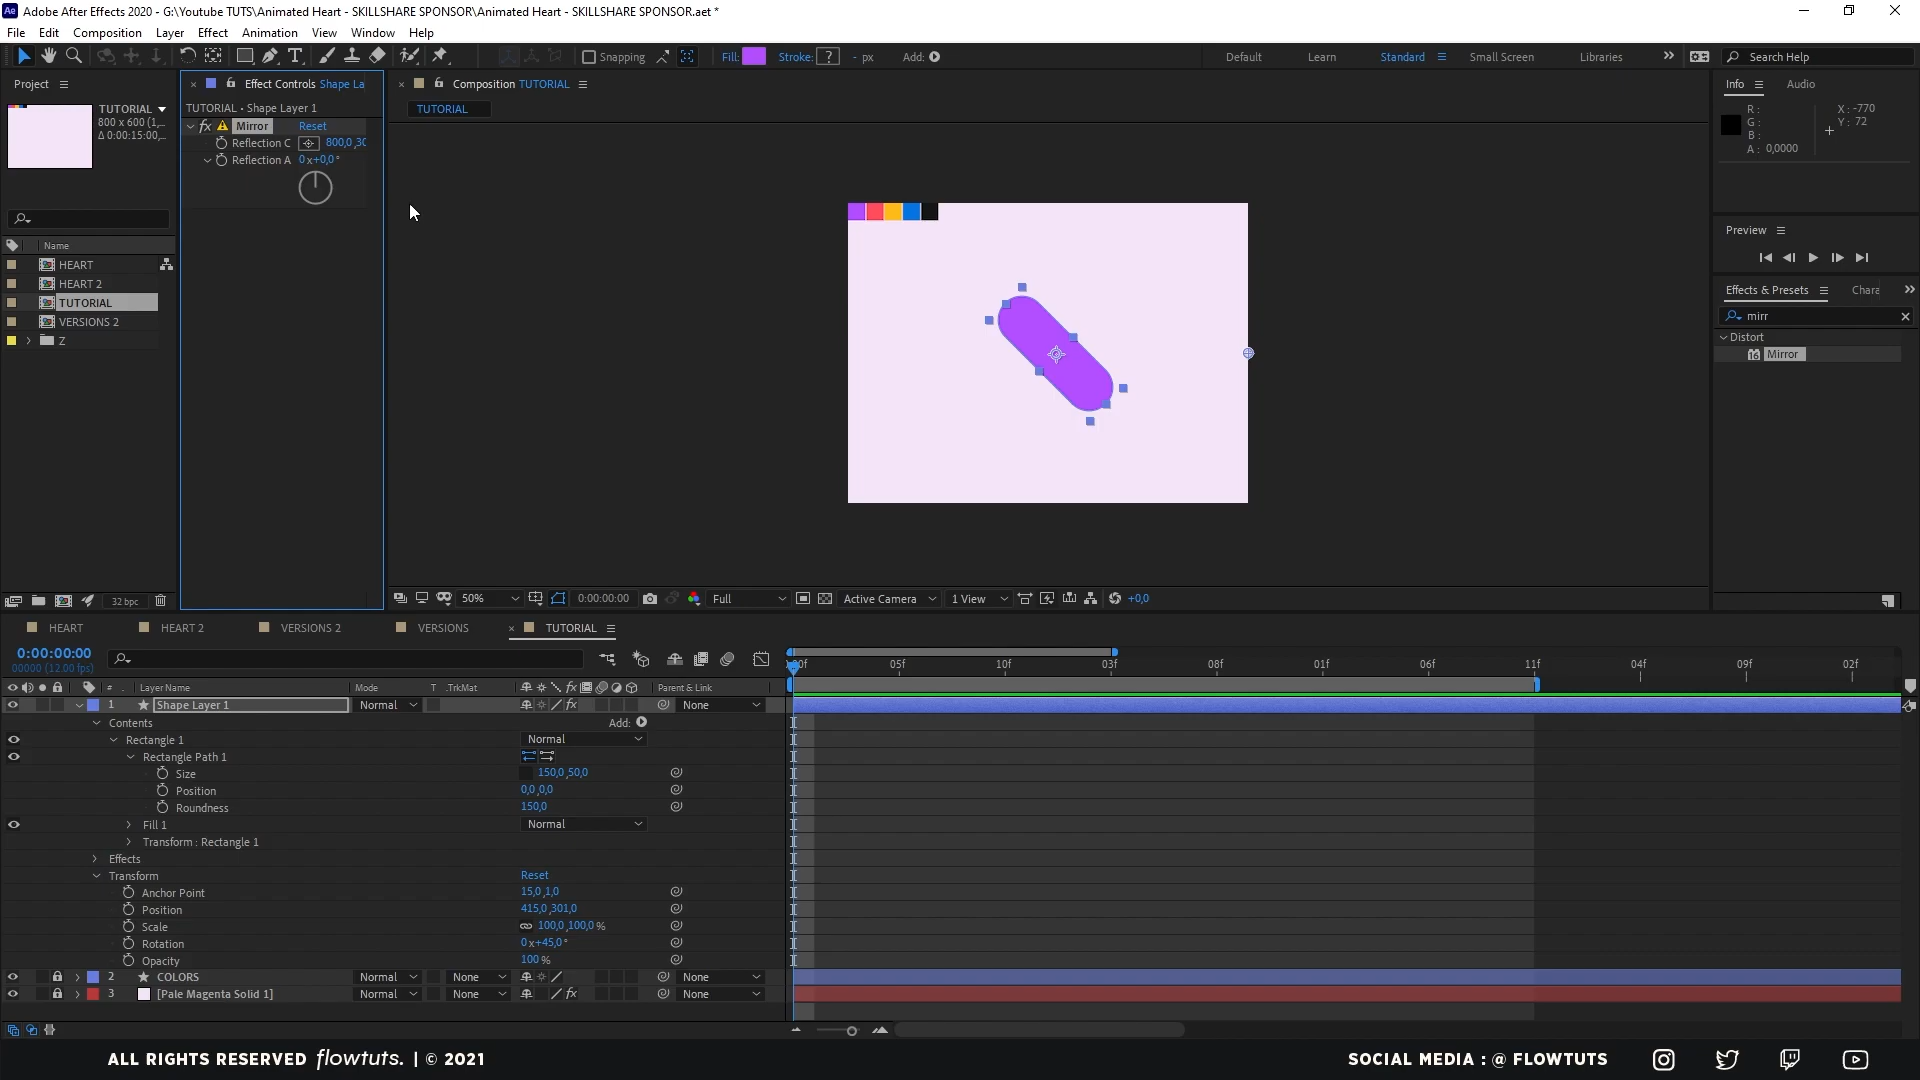 Adobe After Effects 2020 - G:\Youtube TUTS\Animated Heart - SKILLSHARE SPONSOR\Animated Heart - SKILLSHARE SPONSOR.aet *
File Edit Composition Layer Effect Animation View Window Help
Snapping Fill: Stroke: ? - px Add: Default Learn Standard Small Screen Libraries Search Help
Project
TUTORIAL
800 x 600 (1,...
Δ 0:00:15:00,...
Name
HEART
HEART 2
TUTORIAL
VERSIONS 2
Z
32 bpc
Effect Controls Shape La
TUTORIAL • Shape Layer 1
fx Mirror Reset
Reflection C 800,0,30
Reflection A 0x+0,0°
Composition TUTORIAL
TUTORIAL
50% 0:00:00:00 Full Active Camera 1 View +0,0
Info Audio
R :
G :
B :
A : 0,0000
X : -770
Y : 72
Preview
Effects & Presets Chara
mirr
Distort
Mirror
HEART HEART 2 VERSIONS 2 VERSIONS TUTORIAL
0:00:00:00
00000 (12.00 fps)
05f 10f 03f 08f 01f 06f 11f 04f 09f 02f
# Layer Name Mode T .TrkMat Parent & Link
1 Shape Layer 1 Normal None
Contents Add:
Rectangle 1 Normal
Rectangle Path 1
Size 150,0,50,0
Position 0,0,0,0
Roundness 150,0
Fill 1 Normal
Transform : Rectangle 1
Effects
Transform Reset
Anchor Point 15,0,1,0
Position 415,0,301,0
Scale 100,0,100,0 %
Rotation 0x+45,0°
Opacity 100 %
2 COLORS Normal None None
3 [Pale Magenta Solid 1] Normal None None
ALL RIGHTS RESERVED flowtuts. | © 2021
SOCIAL MEDIA : @ FLOWTUTS